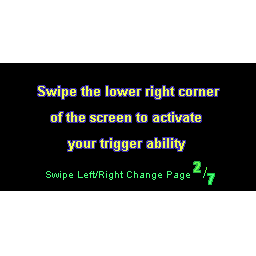 Swipe the lower right corner
of the screen to activate
your trigger ability
Swipe Left/Right Change Page 2/7